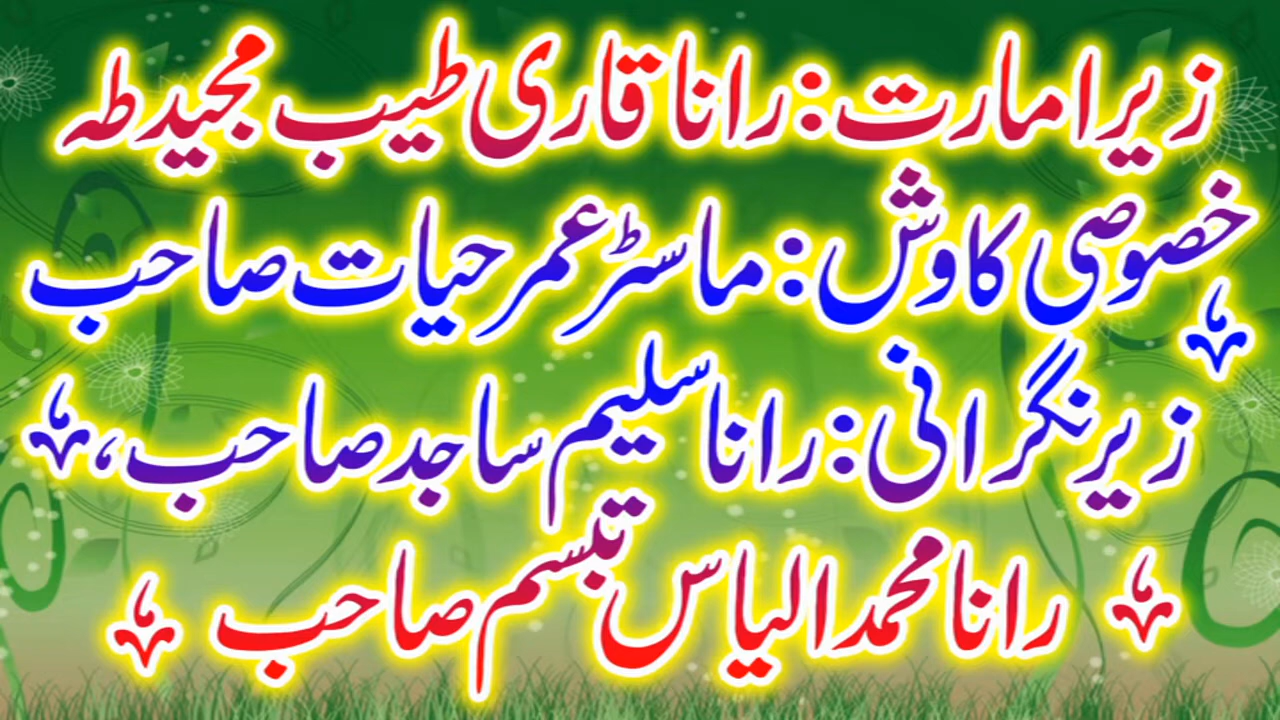 زیر امارت: رانا قاری طیب مجید طہ
خصوصی کاوش: ماسٹر عمر حیات صاحب
زیر نگرانی: رانا سلیم ساجد صاحب،
رانا محمد الیاس تبسم صاحب